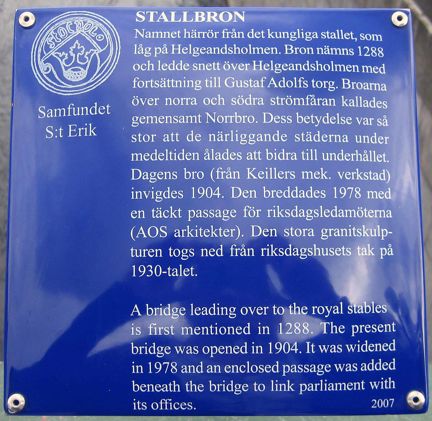 STALLBRON
Namnet härrör från det kungliga stallet, som
låg på Helgeandsholmen. Bron nämns 1288
och ledde snett över Helgeandsholmen med
fortsättning till Gustaf Adolfs torg. Broarna
över norra och södra strömfåran kallades
gemensamt Norrbro. Dess betydelse var så
stor att de närliggande städerna under
medeltiden ålades att bidra till underhållet.
Dagens bro (från Keillers mek. verkstad)
invigdes 1904. Den breddades 1978 med
en täckt passage för riksdagsledamöterna
(AOS arkitekter). Den stora granitskulp-
turen togs ned från riksdagshusets tak på
1930-talet.
A bridge leading over to the royal stables
is first mentioned in 1288. The present
bridge was opened in 1904. It was widened
in 1978 and an enclosed passage was added
beneath the bridge to link parliament with
its offices.
2007
Samfundet
S:t Erik